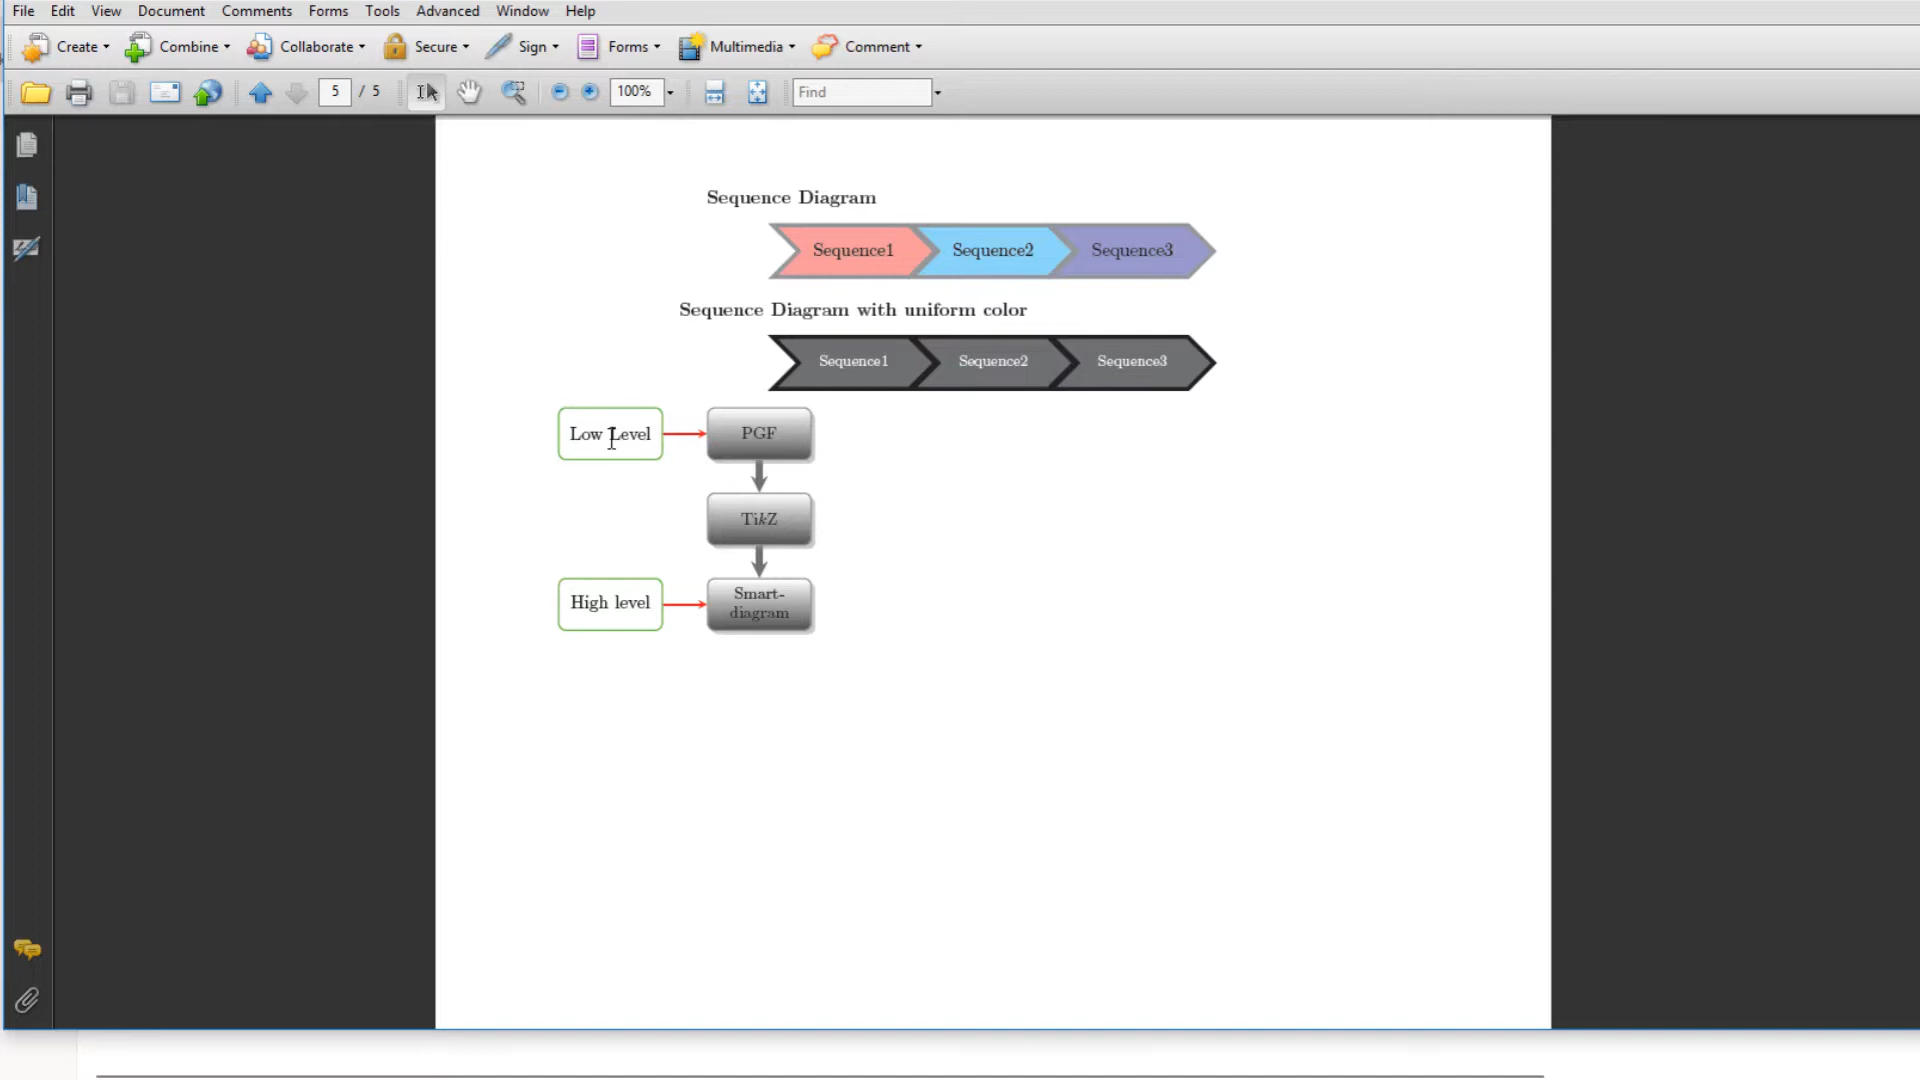 File Edit View Document Comments Forms Tools Advanced Window Help
Create Combine Collaborate Secure Sign Forms Multimedia Comment
5 / 5 100% Find
Sequence Diagram
Sequence1 Sequence2 Sequence3
Sequence Diagram with uniform color
Sequence1 Sequence2 Sequence3
Low Level PGF
TikZ
High level Smart-
diagram